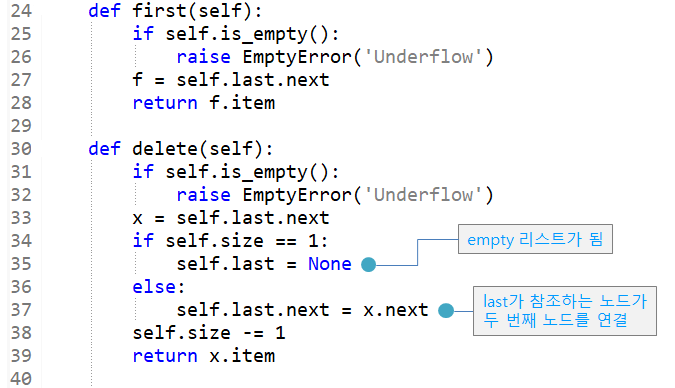 24     def first(self):
25         if self.is_empty():
26             raise EmptyError('Underflow')
27         f = self.last.next
28         return f.item
29
30     def delete(self):
31         if self.is_empty():
32             raise EmptyError('Underflow')
33         x = self.last.next
34         if self.size == 1:
empty 리스트가 됨
35             self.last = None
36         else:
37             self.last.next = x.next
last가 참조하는 노드가
두 번째 노드를 연결
38         self.size -= 1
39         return x.item
40